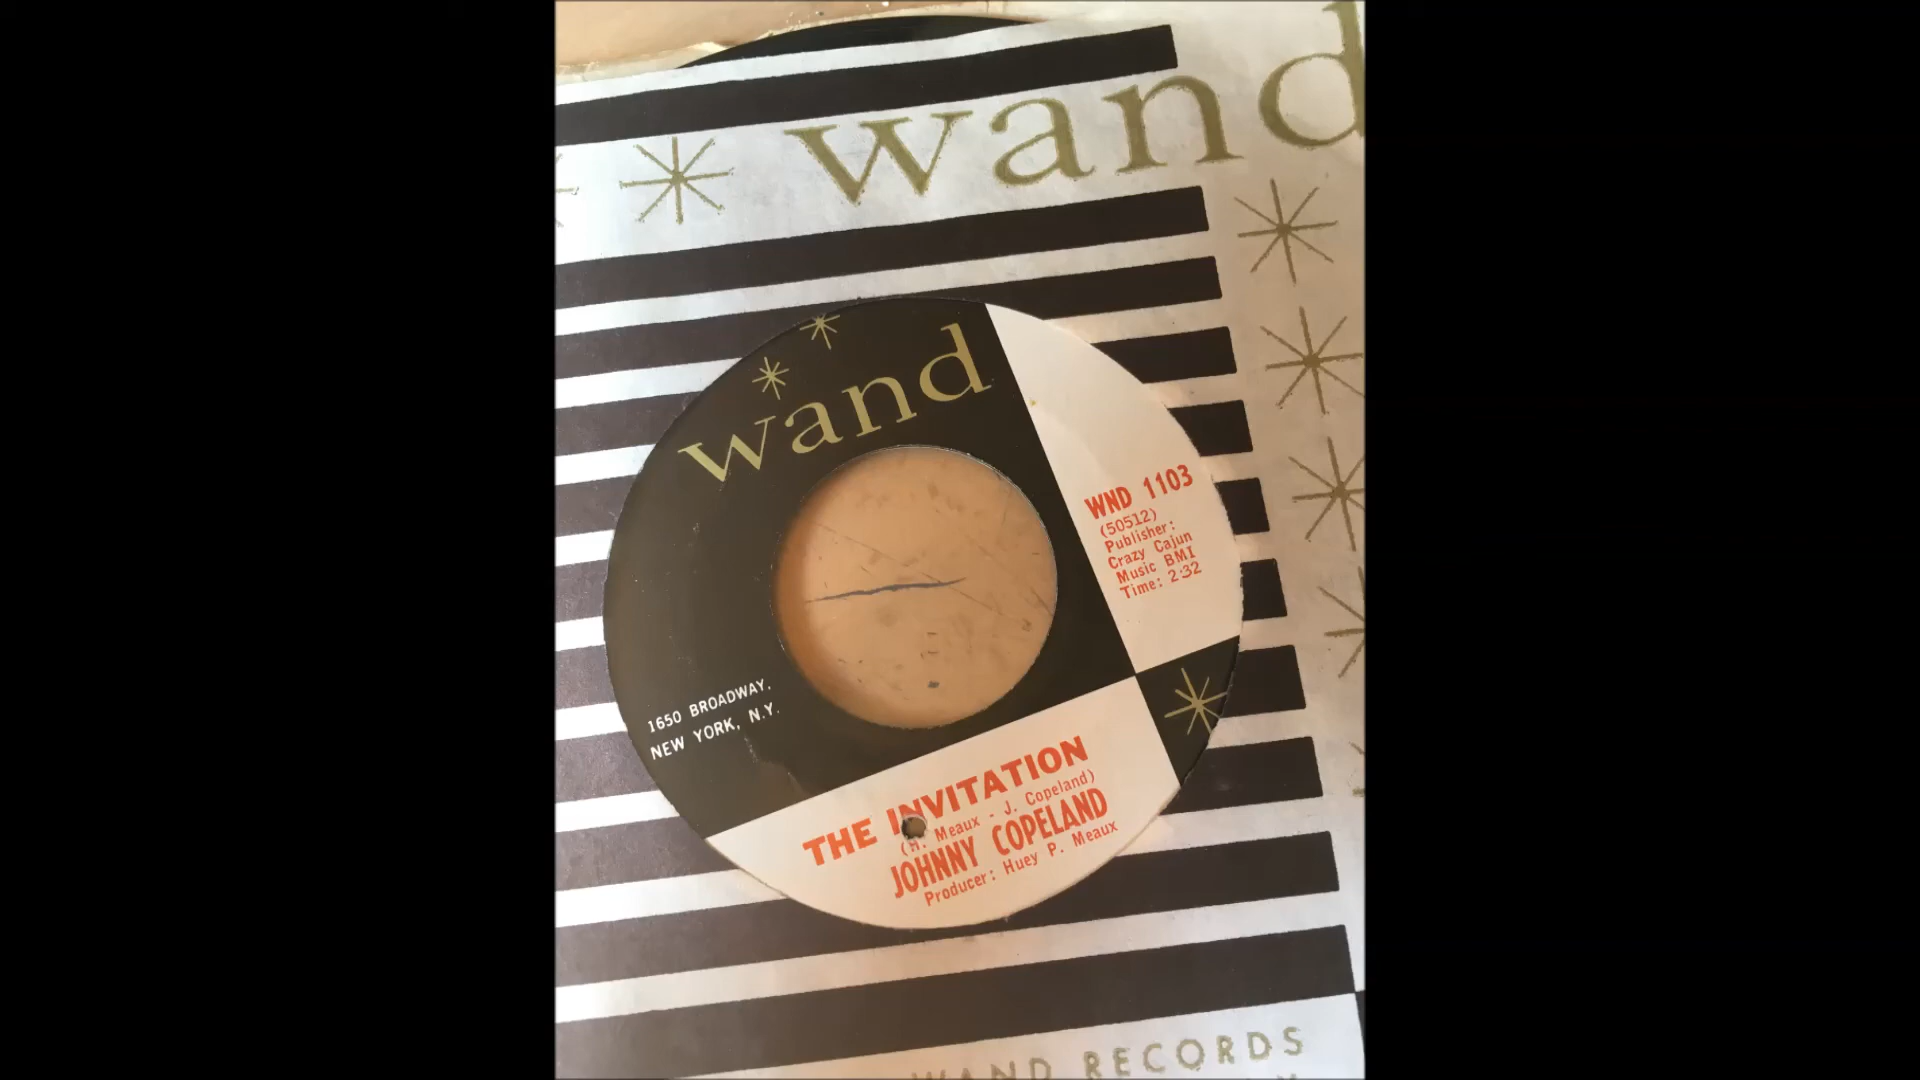 wand
wand
WND 1103
(50512)
Publisher:
Crazy Cajun
Music BMI
Time: 2:32
1650 BROADWAY,
NEW YORK, N.Y.
THE INVITATION
(H. Meaux - J. Copeland)
JOHNNY COPELAND
Producer: Huey P. Meaux
WAND RECORDS